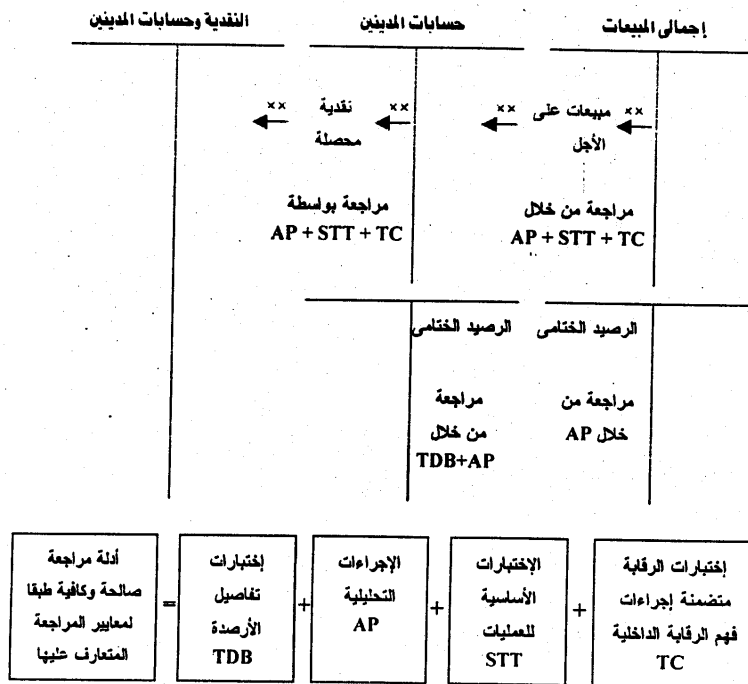 إجمالى المبيعات
حسابات المدينين
النقدية وحسابات المدينين
××
مبيعات على
الأجل
××
××
نقدية
محصلة
××
مراجعة من خلال
AP + STT + TC
مراجعة بواسطة
AP + STT + TC
الرصيد الختامى
الرصيد الختامى
مراجعة من
خلال AP
مراجعة
من خلال
TDB+AP
إختبارات الرقابة
متضمنة إجراءات
فهم الرقابة الداخلية
TC
+
الإختبارات
الأساسية
للعمليات
STT
+
الإجراءات
التحليلية
AP
+
إختبارات
تفاصيل
الأرصدة
TDB
=
أدلة مراجعة
صالحة وكافية طبقا
لمعايير المراجعة
المتعارف عليها